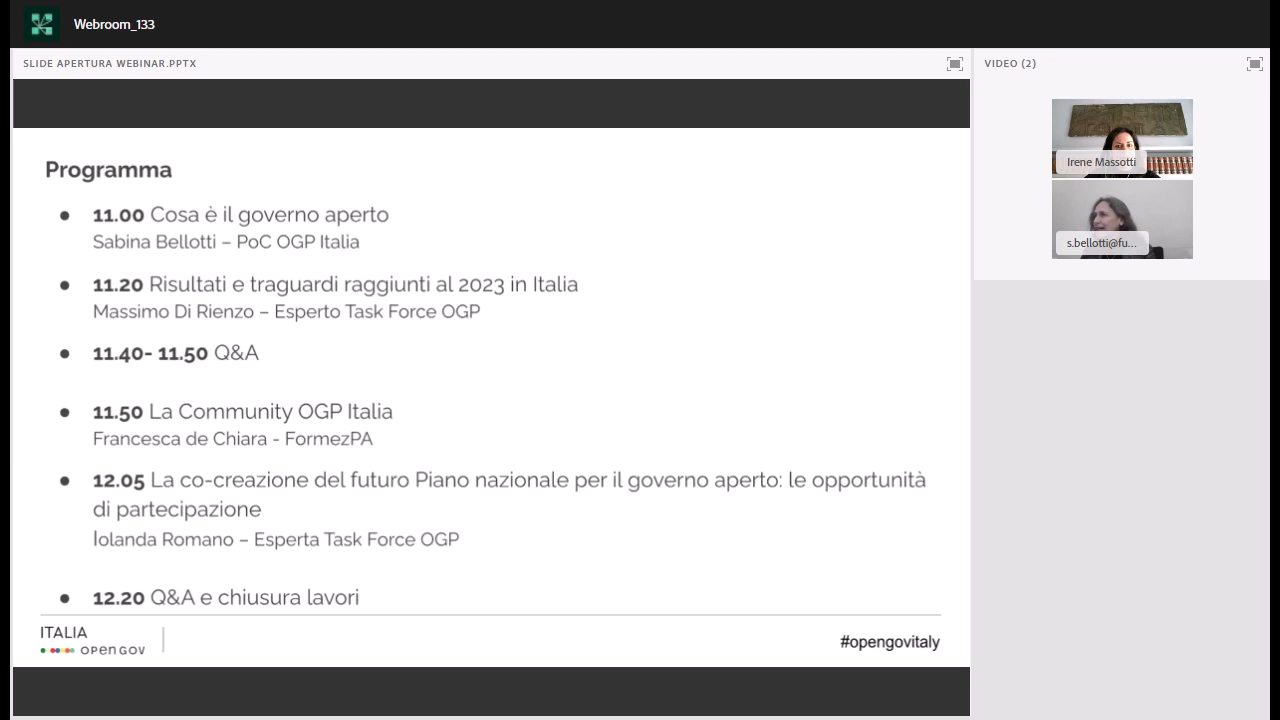 Webroom_133
SLIDE APERTURA WEBINAR.PPTX
VIDEO (2)
Programma
11.00 Cosa è il governo aperto
Sabina Bellotti – PoC OGP Italia
11.20 Risultati e traguardi raggiunti al 2023 in Italia
Massimo Di Rienzo – Esperto Task Force OGP
11.40- 11.50 Q&A
11.50 La Community OGP Italia
Francesca de Chiara - FormezPA
12.05 La co-creazione del futuro Piano nazionale per il governo aperto: le opportunità
di partecipazione
Iolanda Romano – Esperta Task Force OGP
12.20 Q&A e chiusura lavori
ITALIA
OPEN GOV
#opengovitaly
Irene Massotti
s.bellotti@fu...